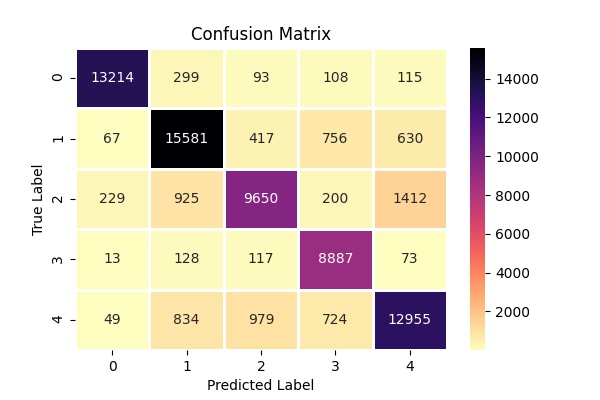 Confusion Matrix
True Label
0 13214 299 93 108 115
1 67 15581 417 756 630
2 229 925 9650 200 1412
3 13 128 117 8887 73
4 49 834 979 724 12955
0 1 2 3 4
Predicted Label
14000
12000
10000
8000
6000
4000
2000